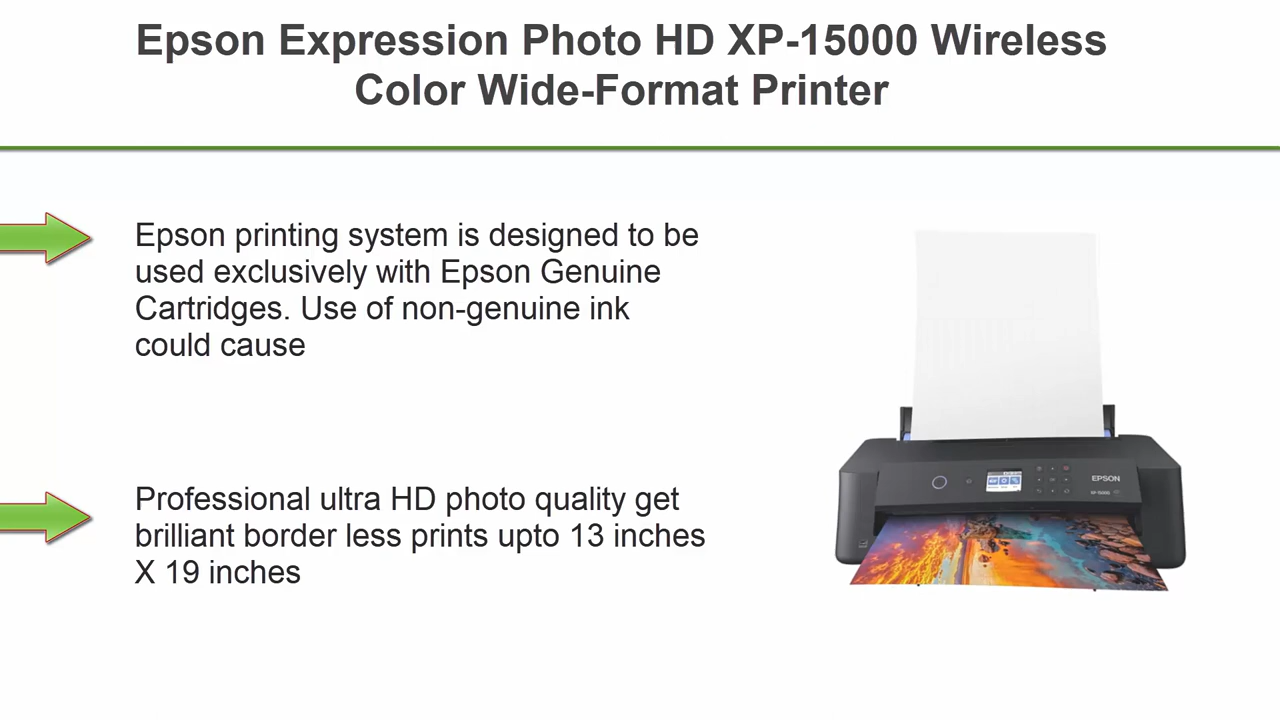 Epson Expression Photo HD XP-15000 Wireless
Color Wide-Format Printer
Epson printing system is designed to be
used exclusively with Epson Genuine
Cartridges. Use of non-genuine ink
could cause
Professional ultra HD photo quality get
brilliant border less prints upto 13 inches
X 19 inches
EPSON
XP-15000